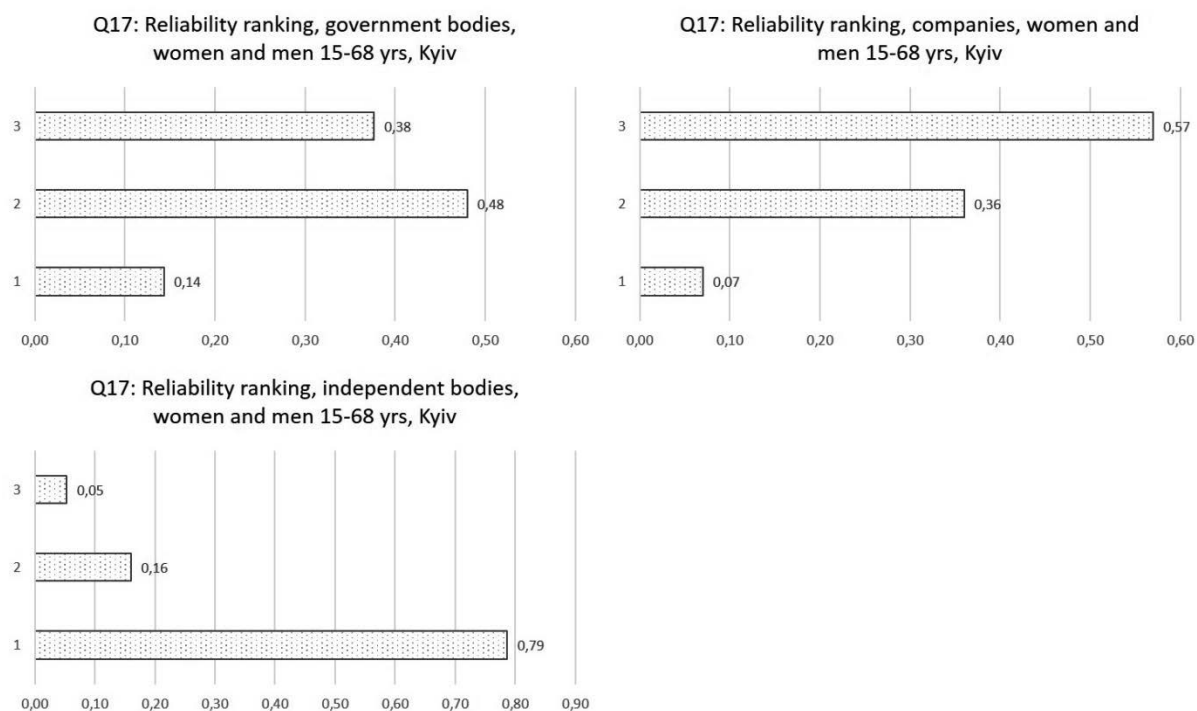 Q17: Reliability ranking, government bodies,
women and men 15-68 yrs, Kyiv
3
0,38
2
0,48
1
0,14
0,00 0,10 0,20 0,30 0,40 0,50 0,60
Q17: Reliability ranking, companies, women and
men 15-68 yrs, Kyiv
3
0,57
2
0,36
1
0,07
0,00 0,10 0,20 0,30 0,40 0,50 0,60
Q17: Reliability ranking, independent bodies,
women and men 15-68 yrs, Kyiv
3
0,05
2
0,16
1
0,79
0,00 0,10 0,20 0,30 0,40 0,50 0,60 0,70 0,80 0,90